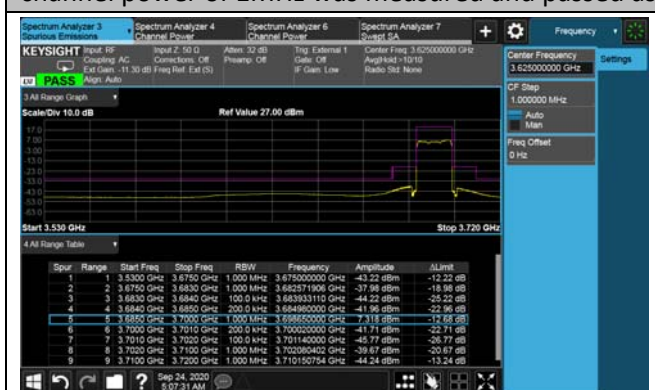 channel power of 1MHz was measured and passed as
Spectrum Analyzer 3 Spurious Emissions
Spectrum Analyzer 4 Channel Power
Spectrum Analyzer 6 Channel Power
Spectrum Analyzer 7 Swept SA
+
Frequency
KEYSIGHT Input: RF
Coupling: AC
Ext Gain: -11.30 dB
Align: Auto
Input Z: 50 Ω
Corrections: Off
Freq Ref: Ext (S)
Atten: 32 dB
Preamp: Off
Trig: External 1
Gate: Off
IF Gain: Low
Center Freq: 3.625000000 GHz
Avg|Hold:>10/10
Radio Std: None
LU PASS
Center Frequency
3.625000000 GHz
Settings
CF Step
1.000000 MHz
Auto
Man
Freq Offset
0 Hz
3 All Range Graph
Scale/Div 10.0 dB Ref Value 27.00 dBm
17.0
7.00
-3.00
-13.0
-23.0
-33.0
-43.0
-53.0
-63.0
Start 3.530 GHz Stop 3.720 GHz
4 All Range Table
Spur Range Start Freq Stop Freq RBW Frequency Amplitude ΔLimit
1 1 3.5300 GHz 3.6750 GHz 1.000 MHz 3.675000000 GHz -43.22 dBm -12.22 dB
2 2 3.6750 GHz 3.6830 GHz 1.000 MHz 3.682571906 GHz -37.98 dBm -18.98 dB
3 3 3.6830 GHz 3.6840 GHz 100.0 kHz 3.683933110 GHz -44.22 dBm -25.22 dB
4 4 3.6840 GHz 3.6850 GHz 200.0 kHz 3.684980000 GHz -41.96 dBm -22.96 dB
5 5 3.6850 GHz 3.7000 GHz 1.000 MHz 3.698650000 GHz 7.318 dBm -12.68 dB
6 6 3.7000 GHz 3.7010 GHz 200.0 kHz 3.700020000 GHz -41.71 dBm -22.71 dB
7 7 3.7010 GHz 3.7020 GHz 100.0 kHz 3.701140000 GHz -45.77 dBm -26.77 dB
8 8 3.7020 GHz 3.7100 GHz 1.000 MHz 3.702080402 GHz -39.67 dBm -20.67 dB
9 9 3.7100 GHz 3.7200 GHz 1.000 MHz 3.710150754 GHz -44.24 dBm -13.24 dB
? Sep 24, 2020
5:07:31 AM